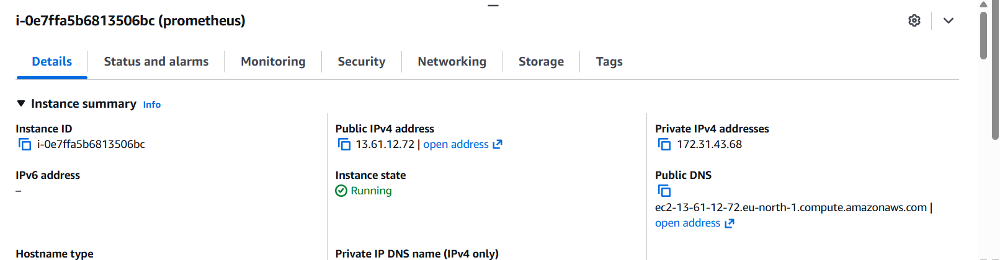 i-0e7ffa5b6813506bc (prometheus)
Details
Status and alarms
Monitoring
Security
Networking
Storage
Tags
Instance summary Info
Instance ID
i-0e7ffa5b6813506bc
Public IPv4 address
13.61.12.72 | open address
Private IPv4 addresses
172.31.43.68
IPv6 address
–
Instance state
Running
Public DNS
ec2-13-61-12-72.eu-north-1.compute.amazonaws.com |
open address
Hostname type
Private IP DNS name (IPv4 only)